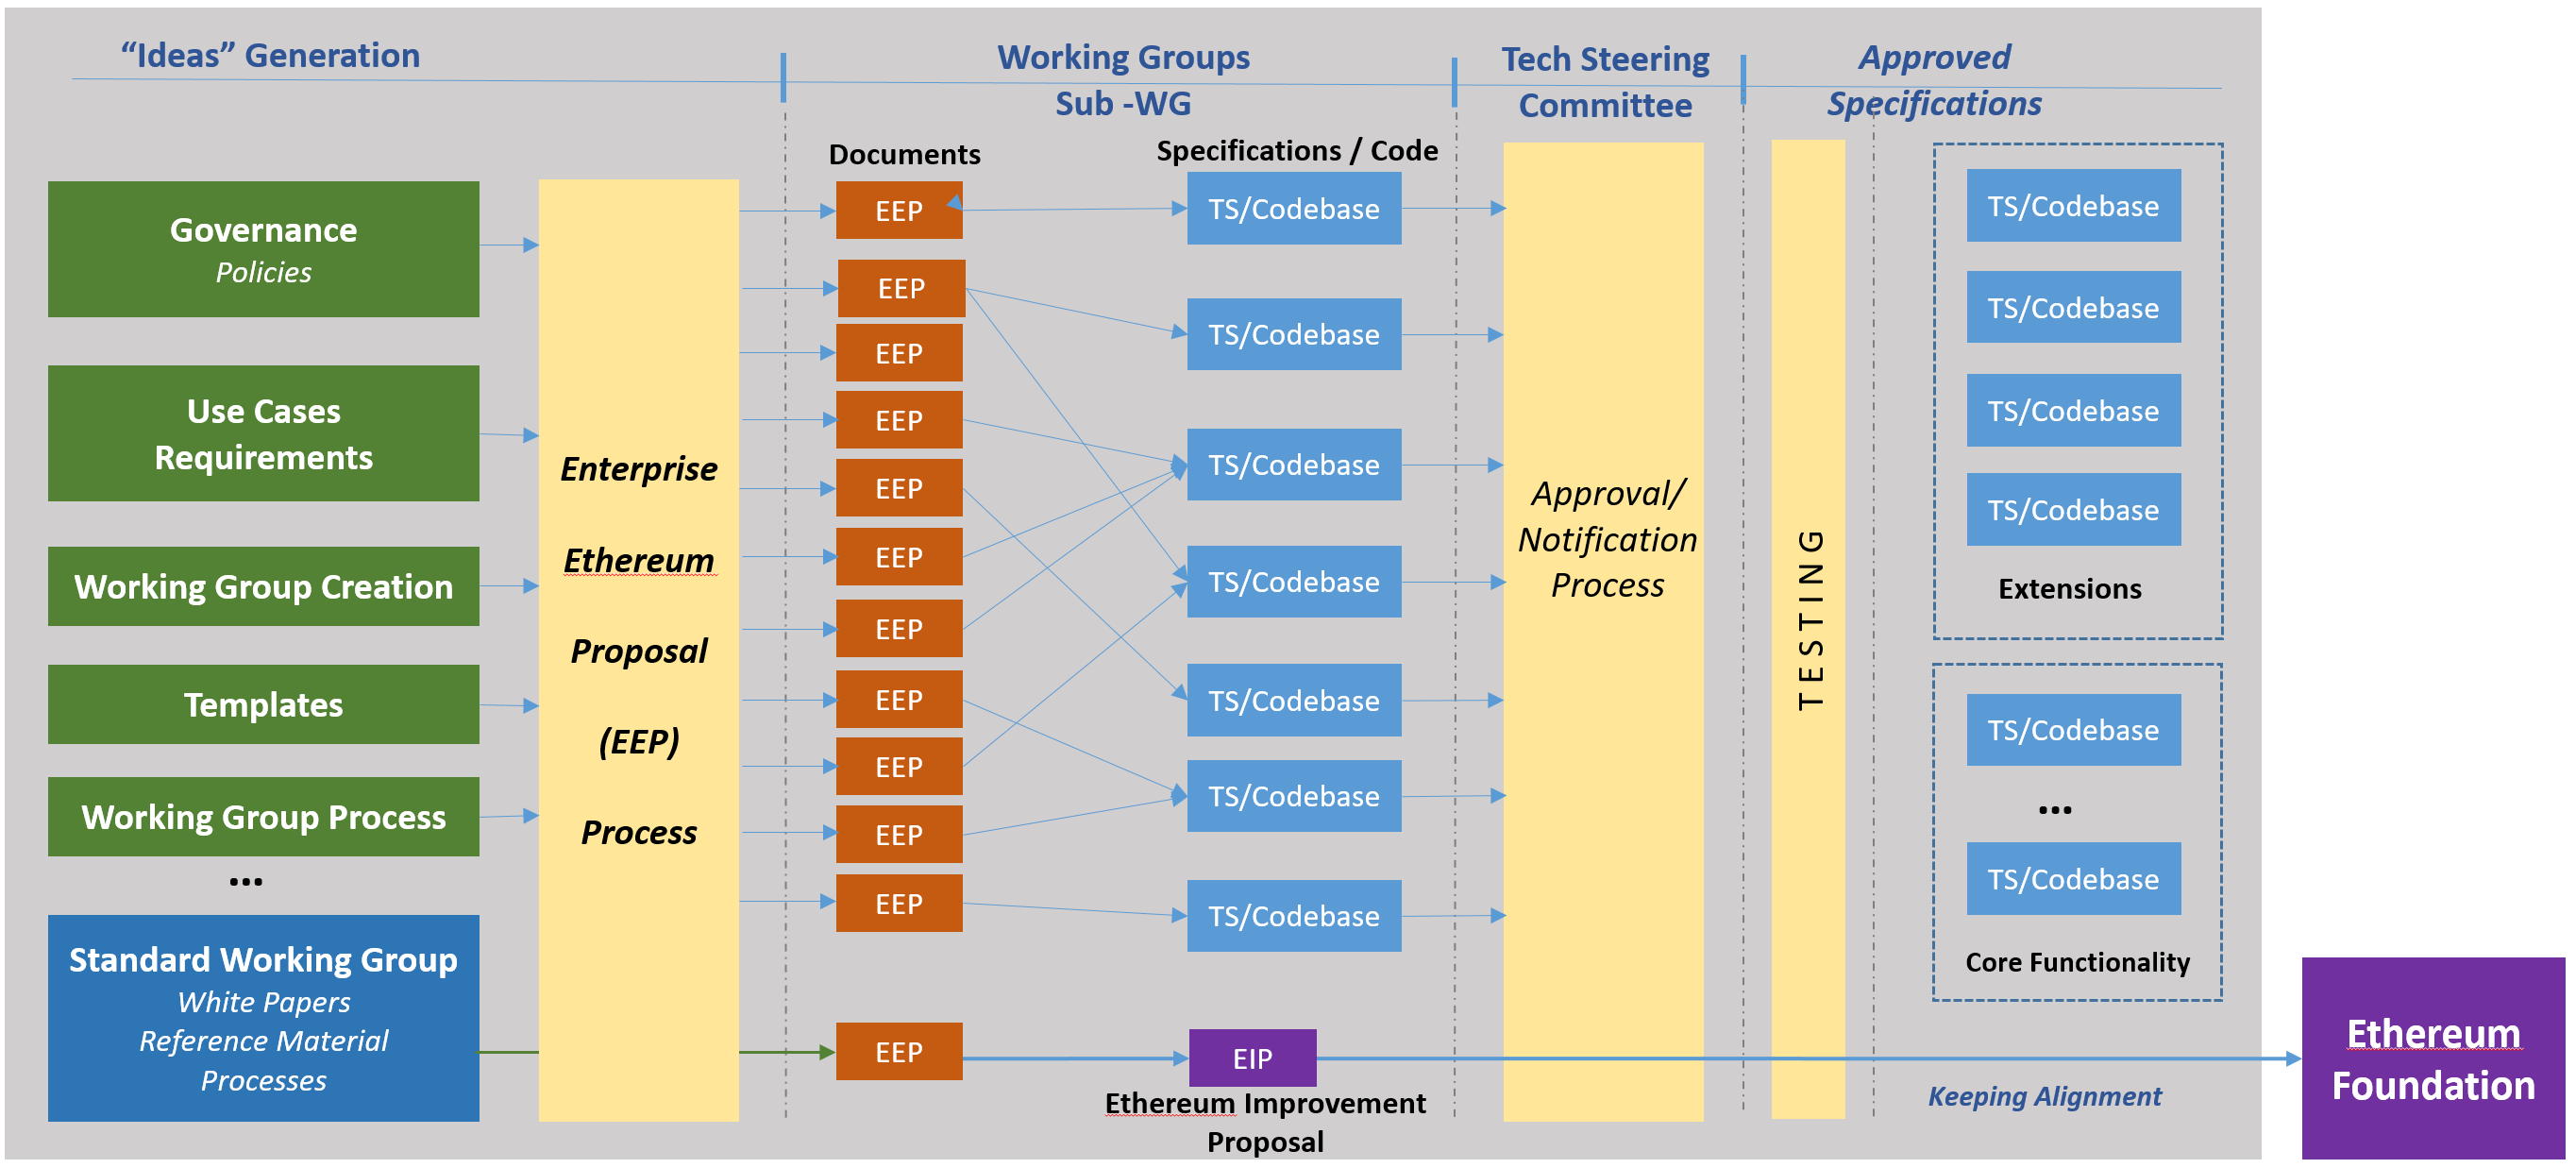 “Ideas” Generation
Working Groups
Sub -WG
Tech Steering
Committee
Approved
Specifications
Governance
Policies
Use Cases
Requirements
Working Group Creation
Templates
Working Group Process
...
Standard Working Group
White Papers
Reference Material
Processes
Enterprise
Ethereum
Proposal
(EEP)
Process
Documents
EEP
EEP
EEP
EEP
EEP
EEP
EEP
EEP
EEP
EEP
EEP
EEP
Specifications / Code
TS/Codebase
TS/Codebase
TS/Codebase
TS/Codebase
TS/Codebase
TS/Codebase
TS/Codebase
EIP
Ethereum Improvement
Proposal
Approval/
Notification
Process
TESTING
TS/Codebase
TS/Codebase
TS/Codebase
TS/Codebase
Extensions
TS/Codebase
...
TS/Codebase
Core Functionality
Keeping Alignment
Ethereum
Foundation